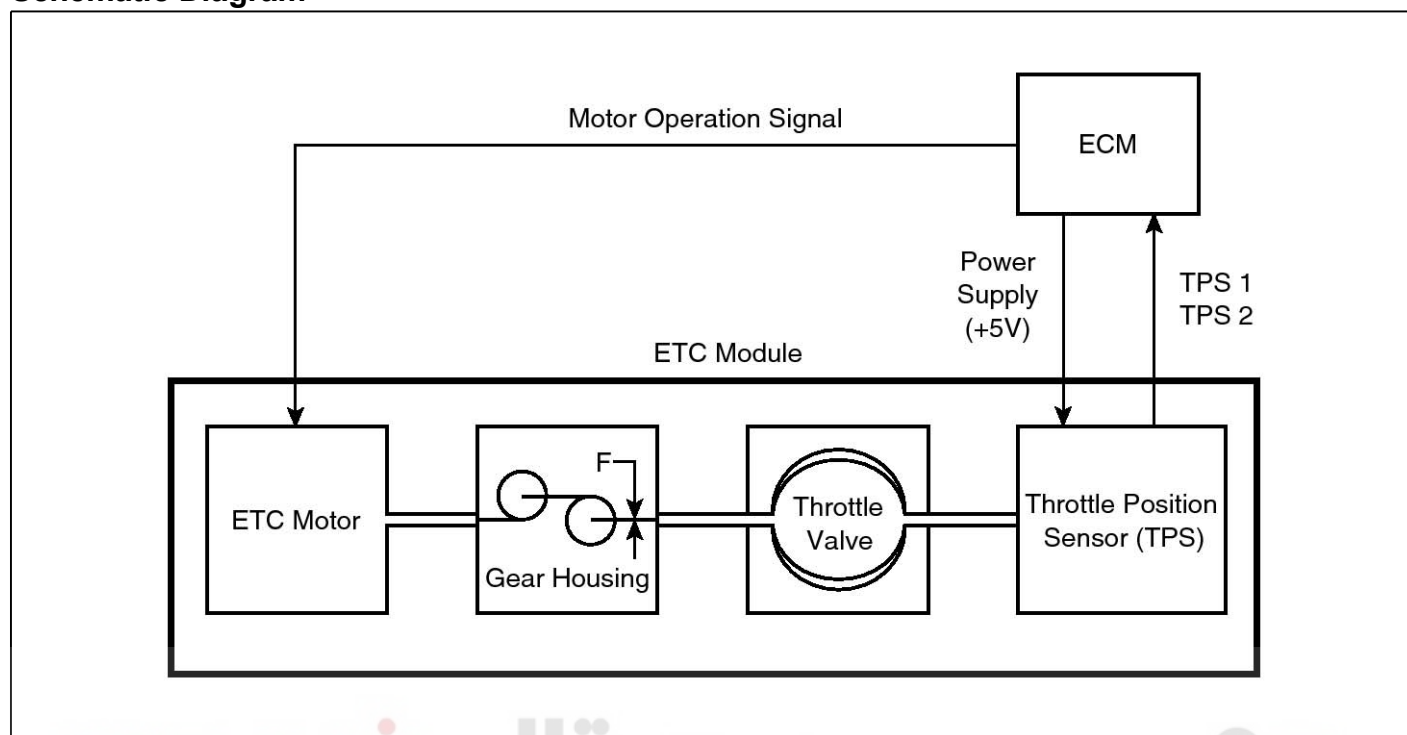 Schematic Diagram
Motor Operation Signal
ECM
Power
Supply
(+5V)
TPS 1
TPS 2
ETC Module
ETC Motor
F
Gear Housing
Throttle
Valve
Throttle Position
Sensor (TPS)